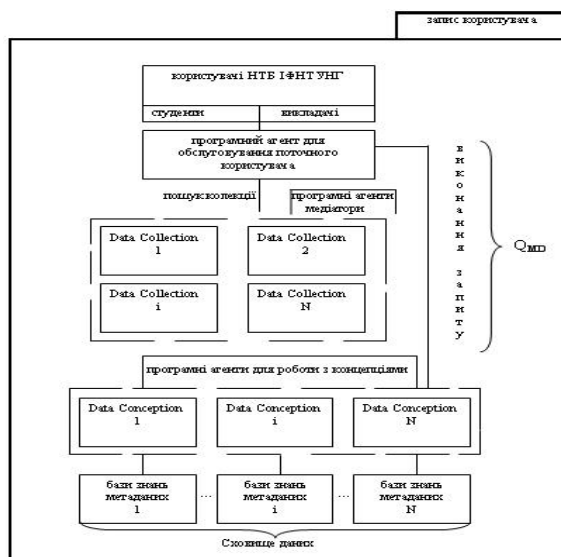 запис користувача
користувачі НТБ ІФНТУНГ
студенти викладачі
програмний агент для
обслуговування поточного
користувача
пошук колекції
програмні агенти
медіатори
Data Collection
1
Data Collection
2
Data Collection
i
Data Collection
N
виконання запиту
QMD
програмні агенти для роботи з концепціями
Data Conception
1
Data Conception
i
Data Conception
N
бази знань
метаданих
1
...
бази знань
метаданих
i
...
бази знань
метаданих
N
Сховище даних